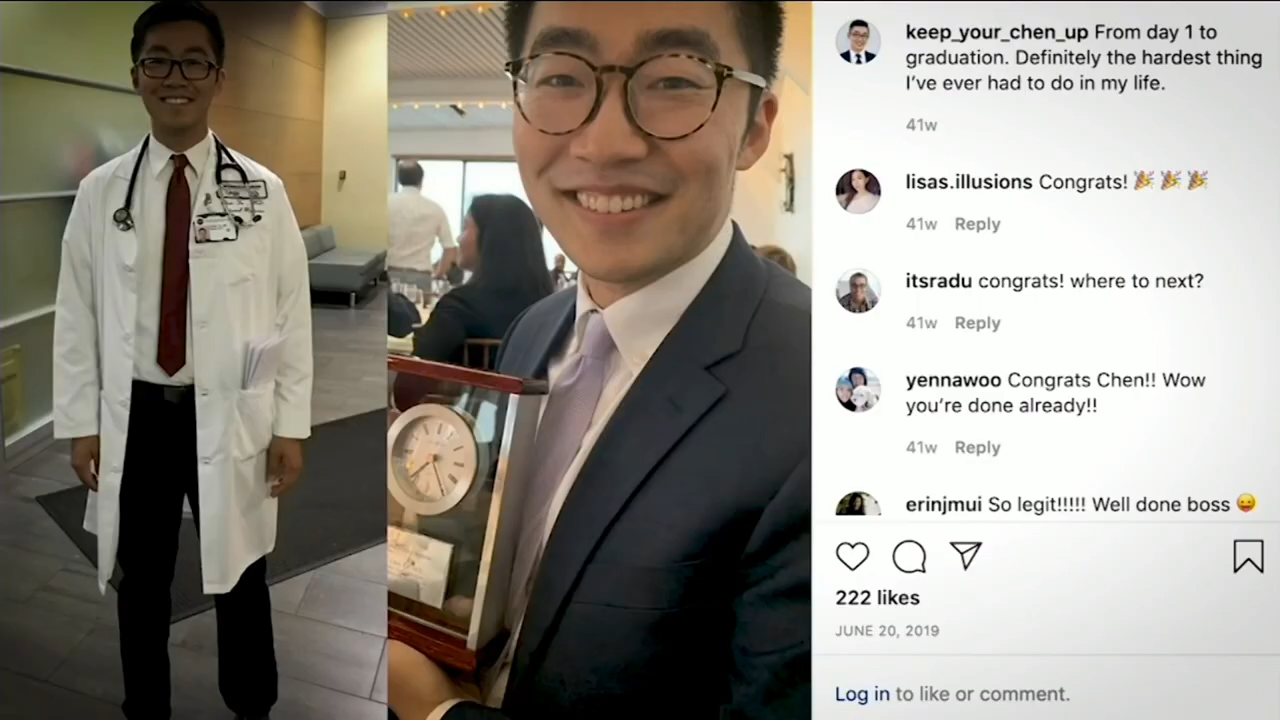 keep_your_chen_up From day 1 to
graduation. Definitely the hardest thing
I've ever had to do in my life.
41w
lisas.illusions Congrats! 🎉🎉🎉
41w Reply
itsradu congrats! where to next?
41w Reply
yennawoo Congrats Chen!! Wow
you're done already!!
41w Reply
erinjmui So legit!!!!! Well done boss 😛
222 likes
JUNE 20, 2019
Log in to like or comment.